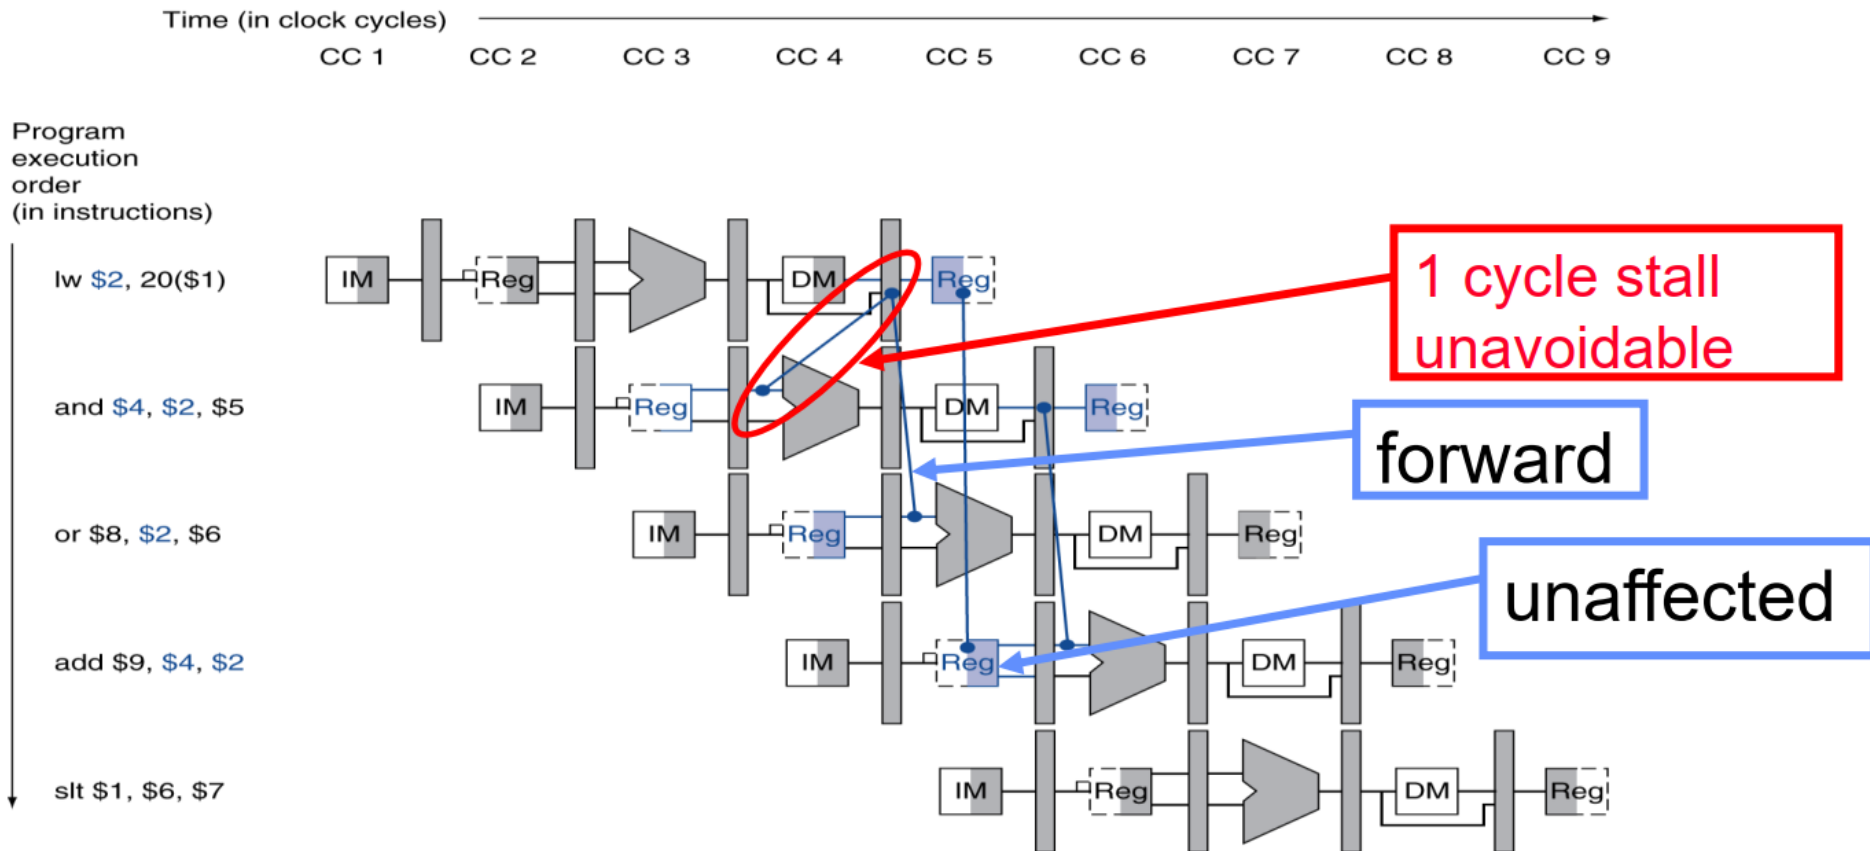 Time (in clock cycles)
CC 1 CC 2 CC 3 CC 4 CC 5 CC 6 CC 7 CC 8 CC 9
Program
execution
order
(in instructions)
lw $2, 20($1)
IM Reg DM Reg
1 cycle stall
unavoidable
and $4, $2, $5
IM Reg DM Reg
forward
or $8, $2, $6
IM Reg DM Reg
unaffected
add $9, $4, $2
IM Reg DM Reg
slt $1, $6, $7
IM Reg DM Reg